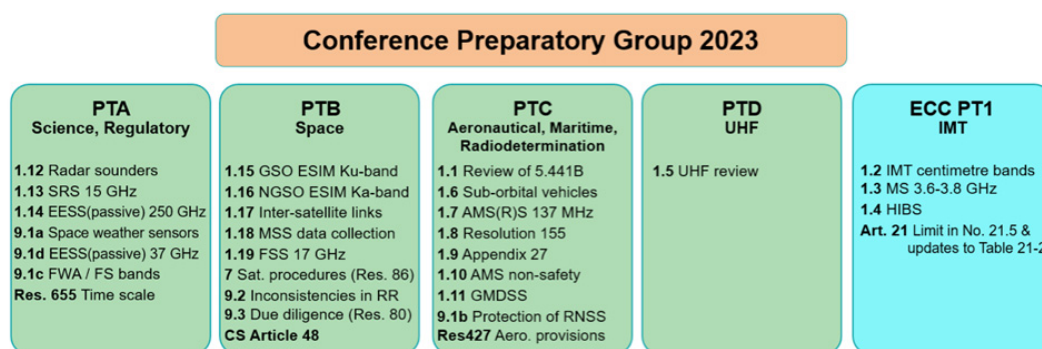 Conference Preparatory Group 2023
PTA
Science, Regulatory
1.12 Radar sounders
1.13 SRS 15 GHz
1.14 EESS(passive) 250 GHz
9.1a Space weather sensors
9.1d EESS(passive) 37 GHz
9.1c FWA / FS bands
Res. 655 Time scale
PTB
Space
1.15 GSO ESIM Ku-band
1.16 NGSO ESIM Ka-band
1.17 Inter-satellite links
1.18 MSS data collection
1.19 FSS 17 GHz
7 Sat. procedures (Res. 86)
9.2 Inconsistencies in RR
9.3 Due diligence (Res. 80)
CS Article 48
PTC
Aeronautical, Maritime,
Radiodetermination
1.1 Review of 5.441B
1.6 Sub-orbital vehicles
1.7 AMS(R)S 137 MHz
1.8 Resolution 155
1.9 Appendix 27
1.10 AMS non-safety
1.11 GMDSS
9.1b Protection of RNSS
Res427 Aero. provisions
PTD
UHF
1.5 UHF review
ECC PT1
IMT
1.2 IMT centimetre bands
1.3 MS 3.6-3.8 GHz
1.4 HIBS
Art. 21 Limit in No. 21.5 &
updates to Table 21-2